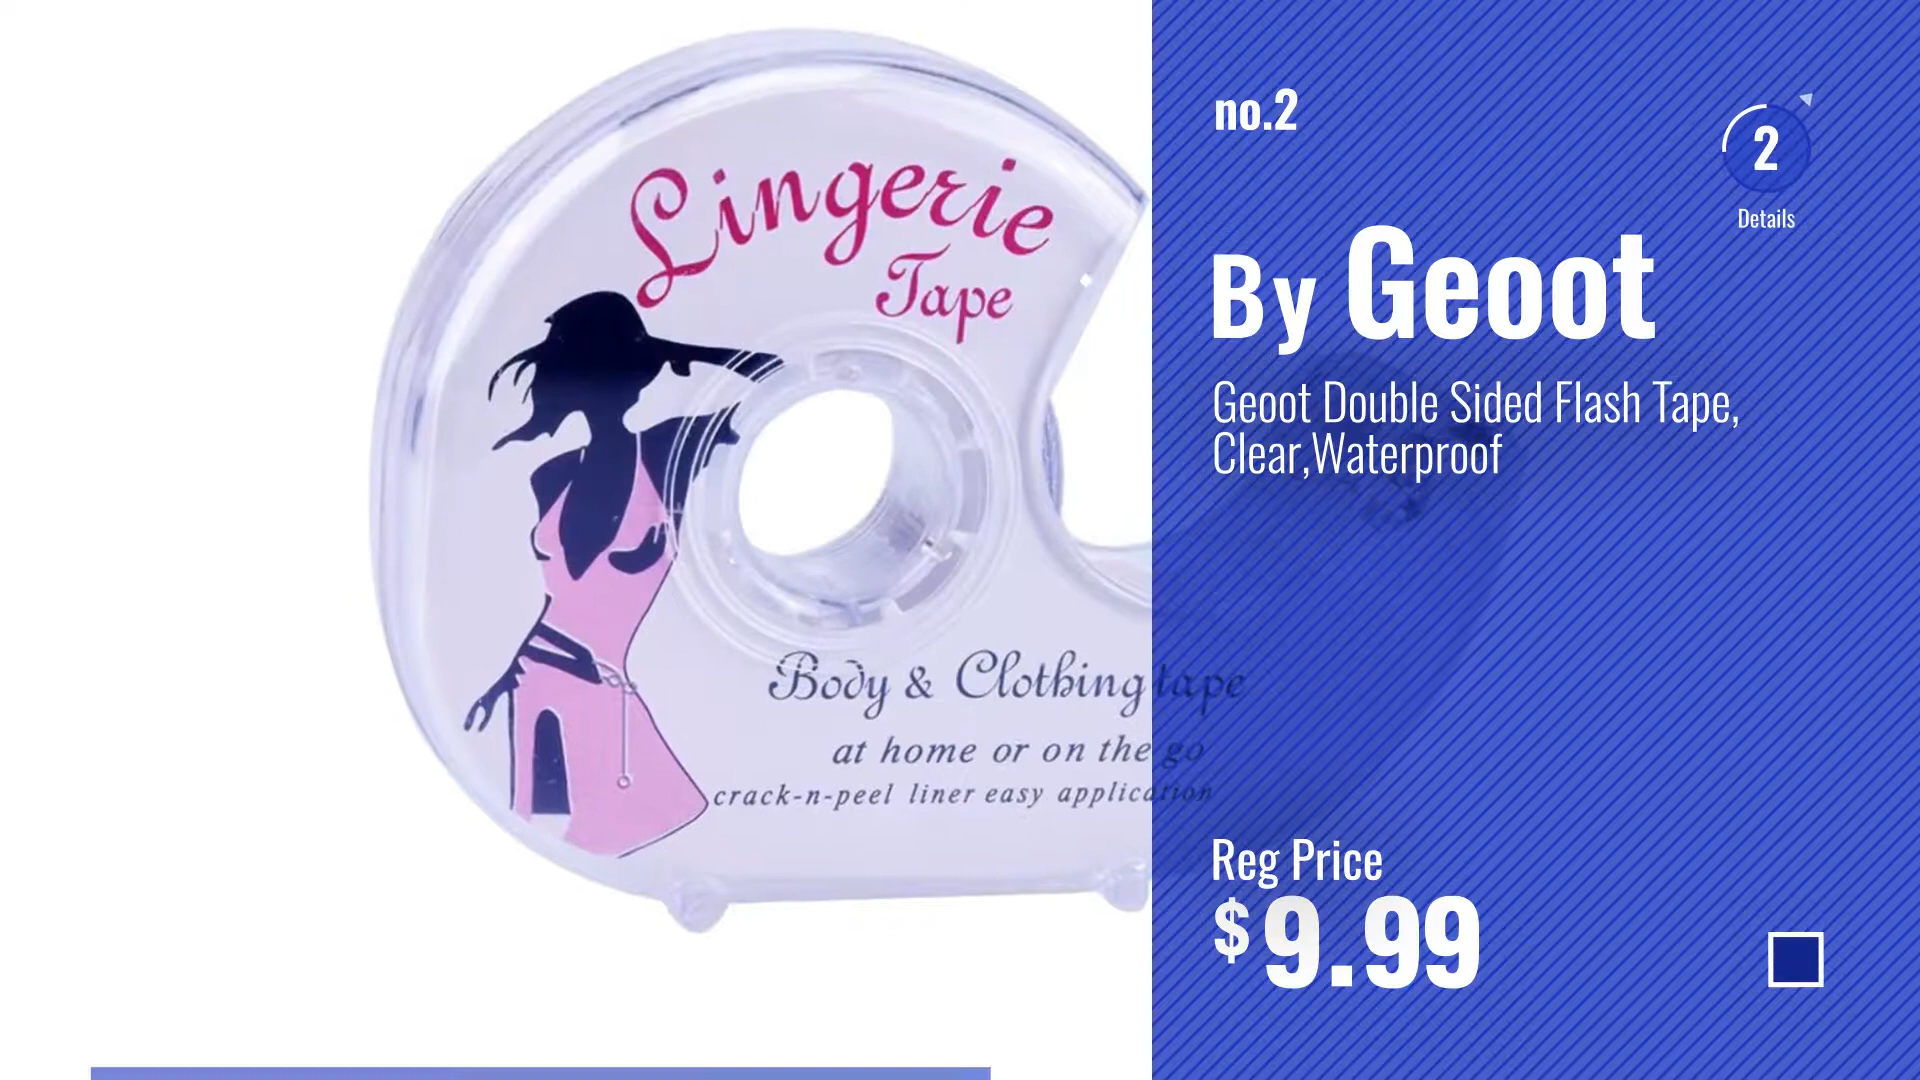 Lingerie
Tape
Body & Clothing tape
at home or on the go
crack-n-peel liner easy application
no.2
2
Details
By Geoot
Geoot Double Sided Flash Tape,
Clear,Waterproof
Reg Price
$9.99